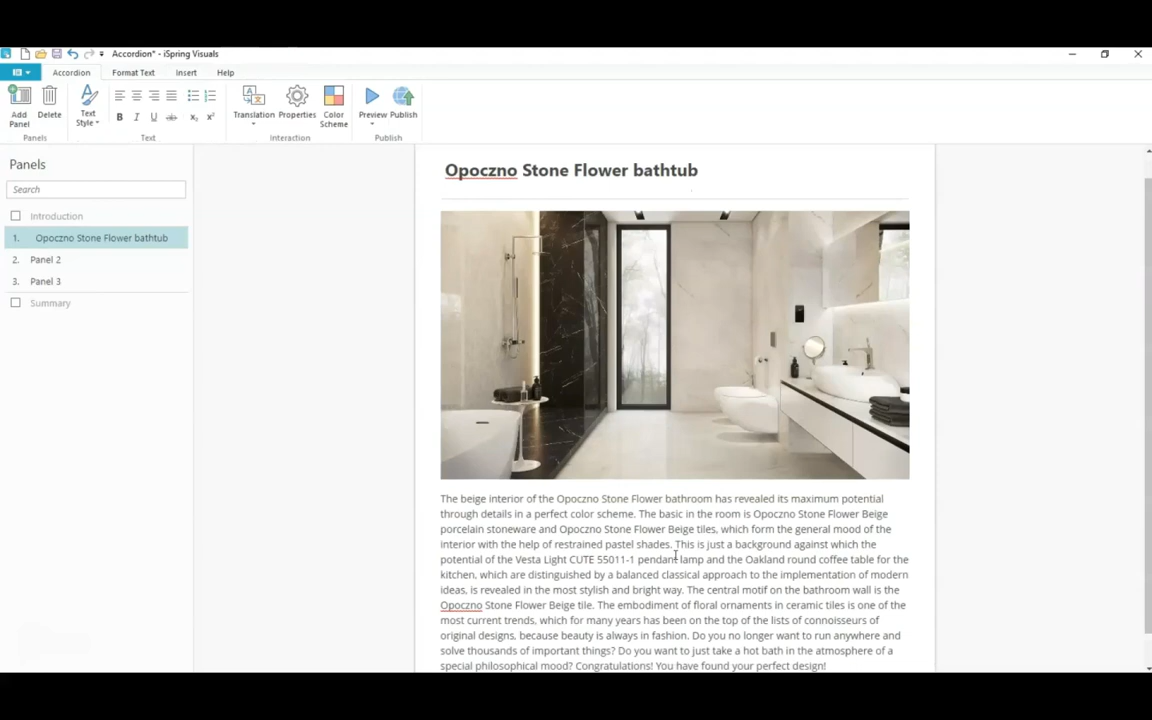 Accordion* - iSpring Visuals
Accordion Format Text Insert Help
Add Panel
Delete
Panels
Text Style
B I U abc X₂ X²
Text
Translation
Properties
Color Scheme
Interaction
Preview
Publish
Publish
Panels
Search
Introduction
1. Opoczno Stone Flower bathtub
2. Panel 2
3. Panel 3
Summary
Opoczno Stone Flower bathtub
The beige interior of the Opoczno Stone Flower bathroom has revealed its maximum potential
through details in a perfect color scheme. The basic in the room is Opoczno Stone Flower Beige
porcelain stoneware and Opoczno Stone Flower Beige tiles, which form the general mood of the
interior with the help of restrained pastel shades. This is just a background against which the
potential of the Vesta Light CUTE 55011-1 pendant lamp and the Oakland round coffee table for the
kitchen, which are distinguished by a balanced classical approach to the implementation of modern
ideas, is revealed in the most stylish and bright way. The central motif on the bathroom wall is the
Opoczno Stone Flower Beige tile. The embodiment of floral ornaments in ceramic tiles is one of the
most current trends, which for many years has been on the top of the lists of connoisseurs of
original designs, because beauty is always in fashion. Do you no longer want to run anywhere and
solve thousands of important things? Do you want to just take a hot bath in the atmosphere of a
special philosophical mood? Congratulations! You have found your perfect design!